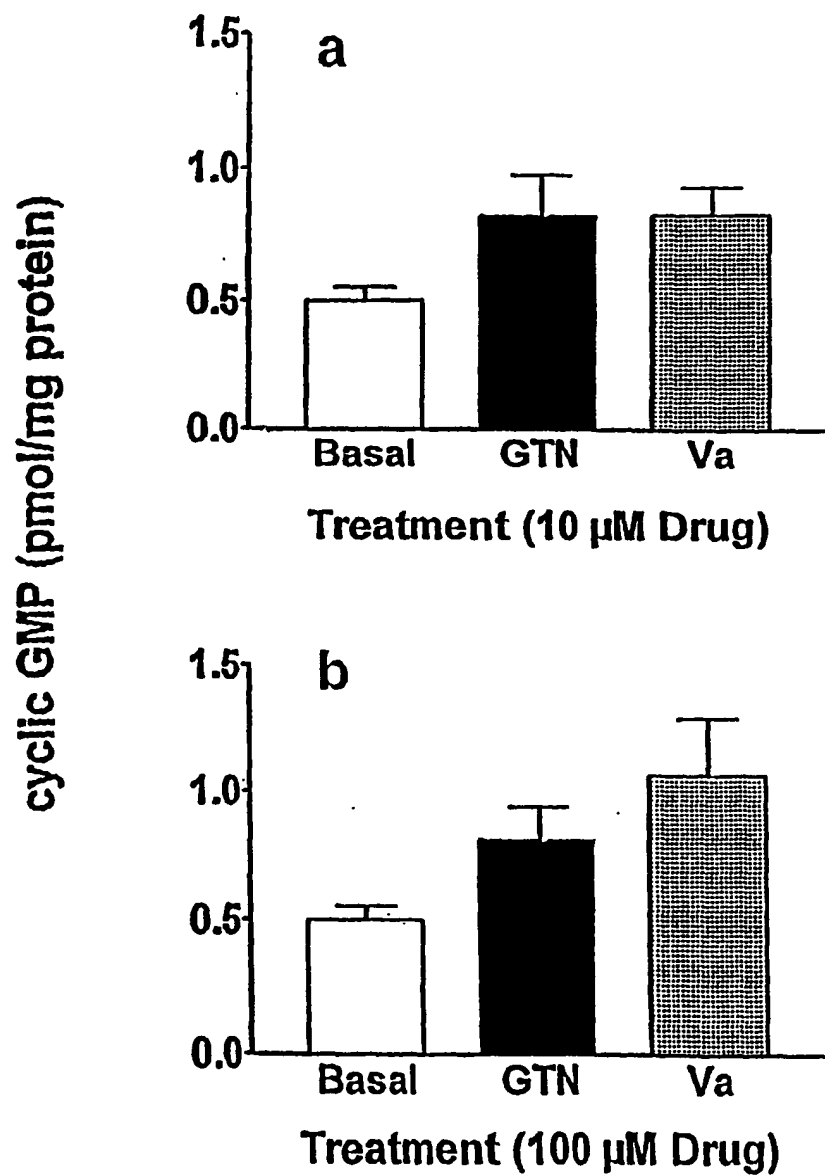 cyclic GMP (pmol/mg protein)
a
1.5
1.0
0.5
0.0
Basal GTN Va
Treatment (10 µM Drug)
b
1.5
1.0
0.5
0.0
Basal GTN Va
Treatment (100 µM Drug)